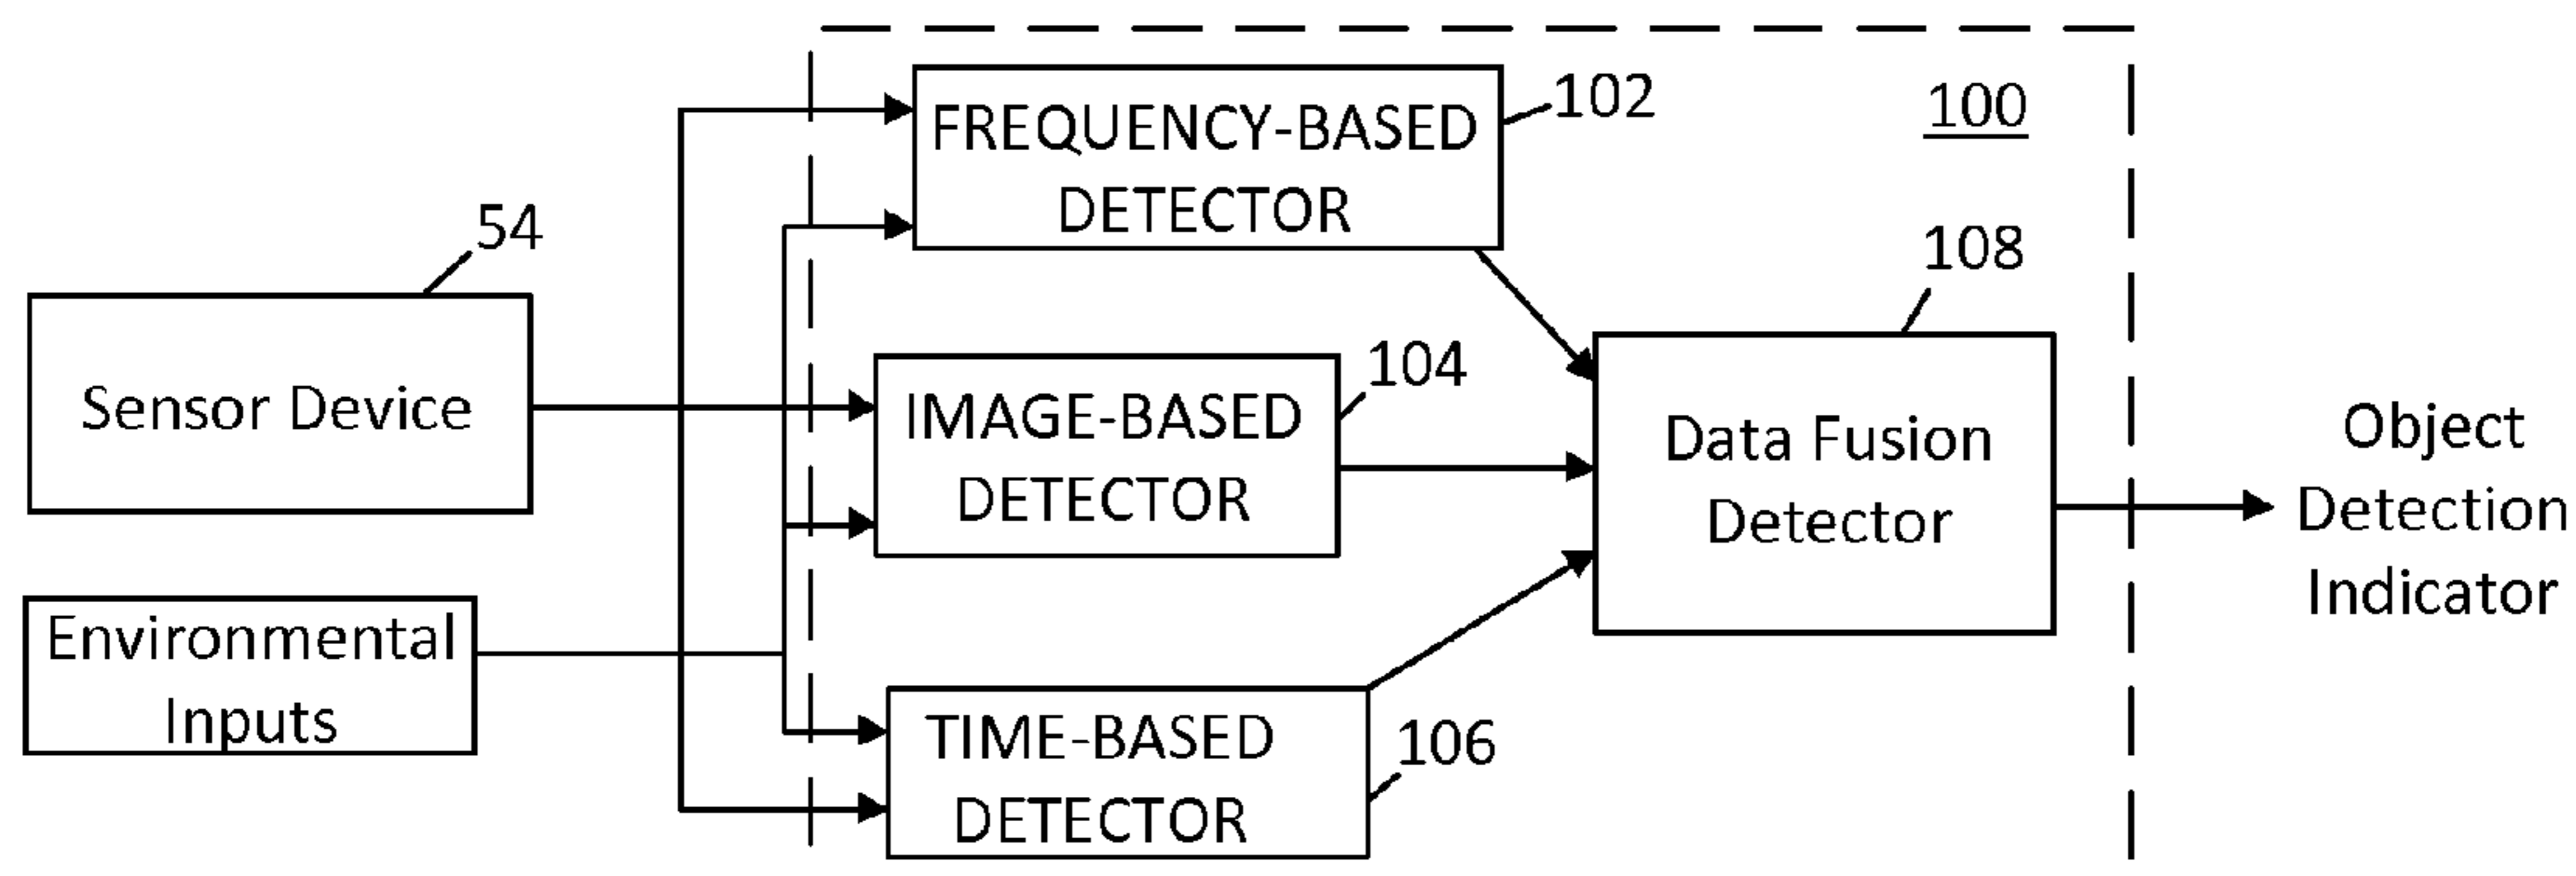 102
FREQUENCY-BASED
DETECTOR
100
54
Sensor Device
108
104
IMAGE-BASED
DETECTOR
Data Fusion
Detector
Object
Detection
Indicator
Environmental
Inputs
TIME-BASED
DETECTOR
106